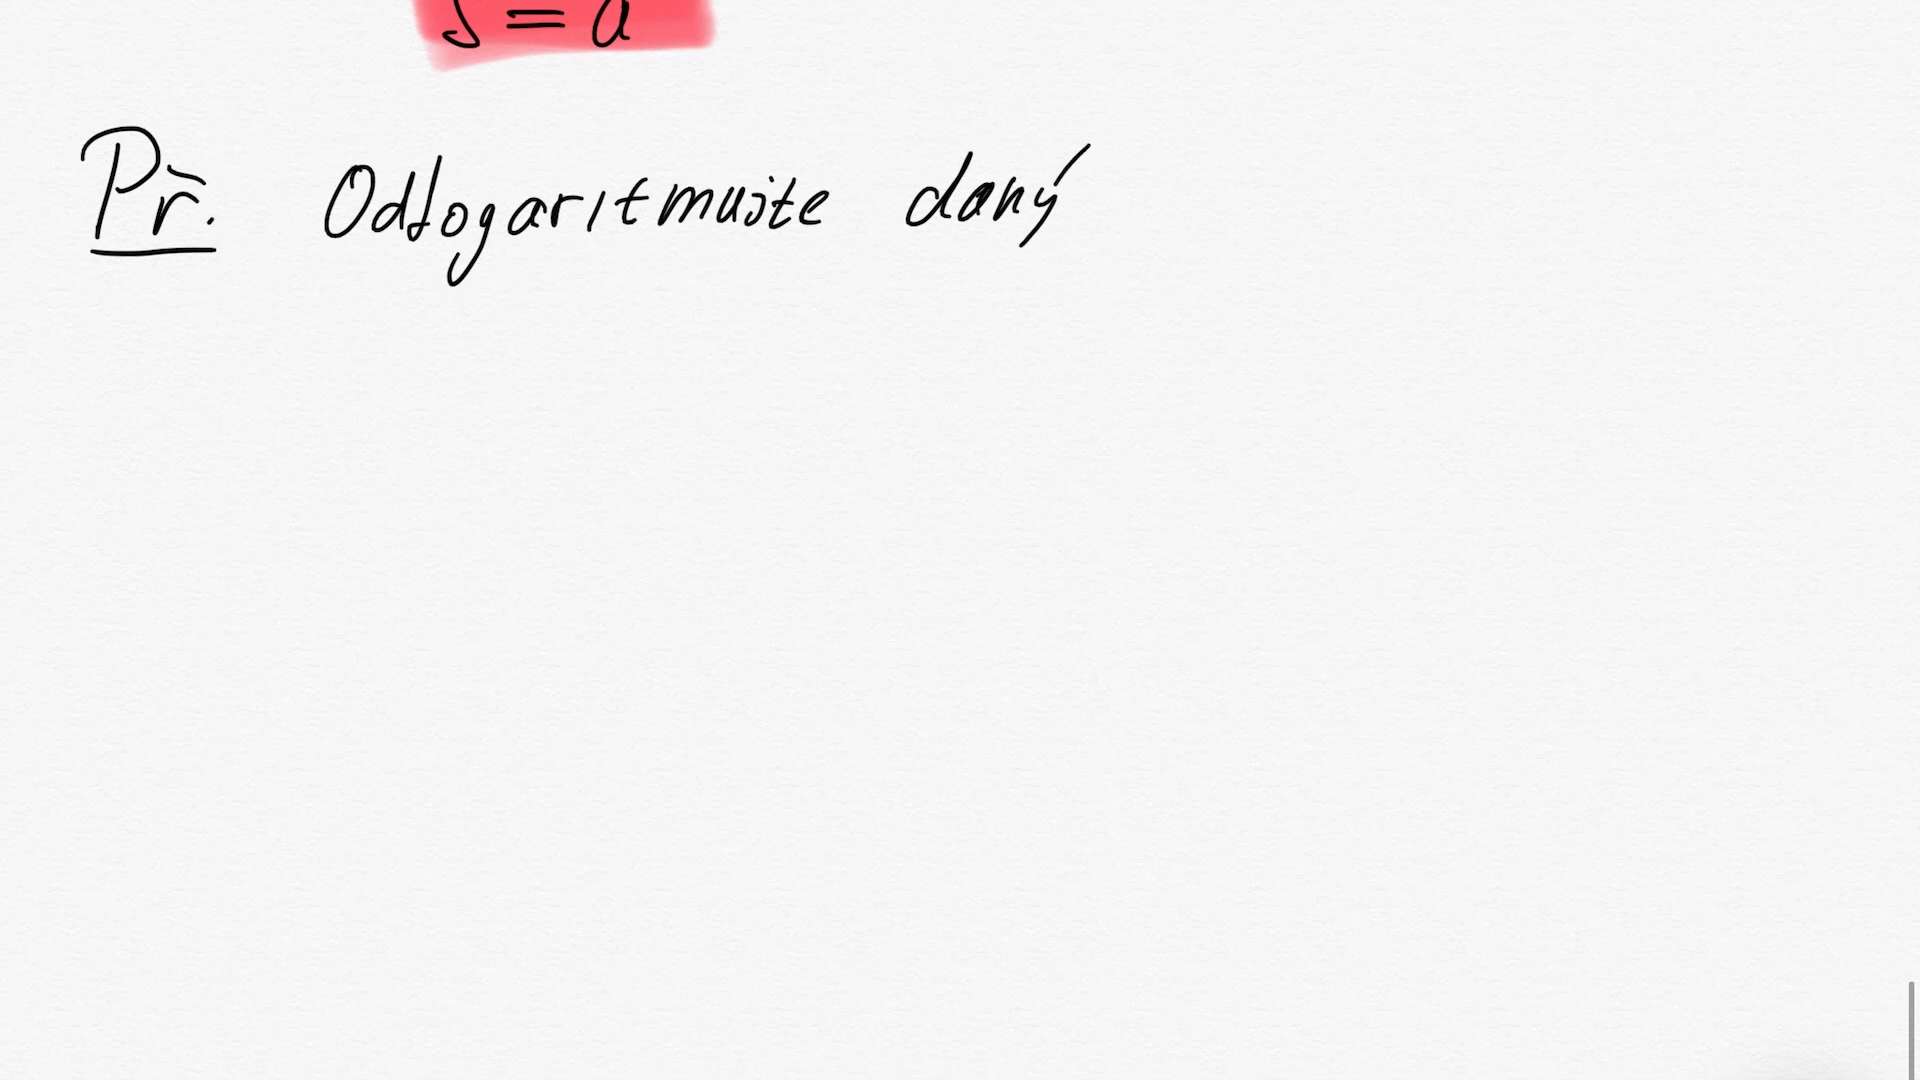 = a
Př. Odlogaritmujte daný